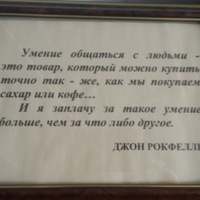 Умение общаться с людьми -
это товар, который можно купить
точно так - же, как мы покупаем
сахар или кофе...
И я заплачу за такое умение
больше, чем за что либо другое.
ДЖОН РОКФЕЛЛЕ